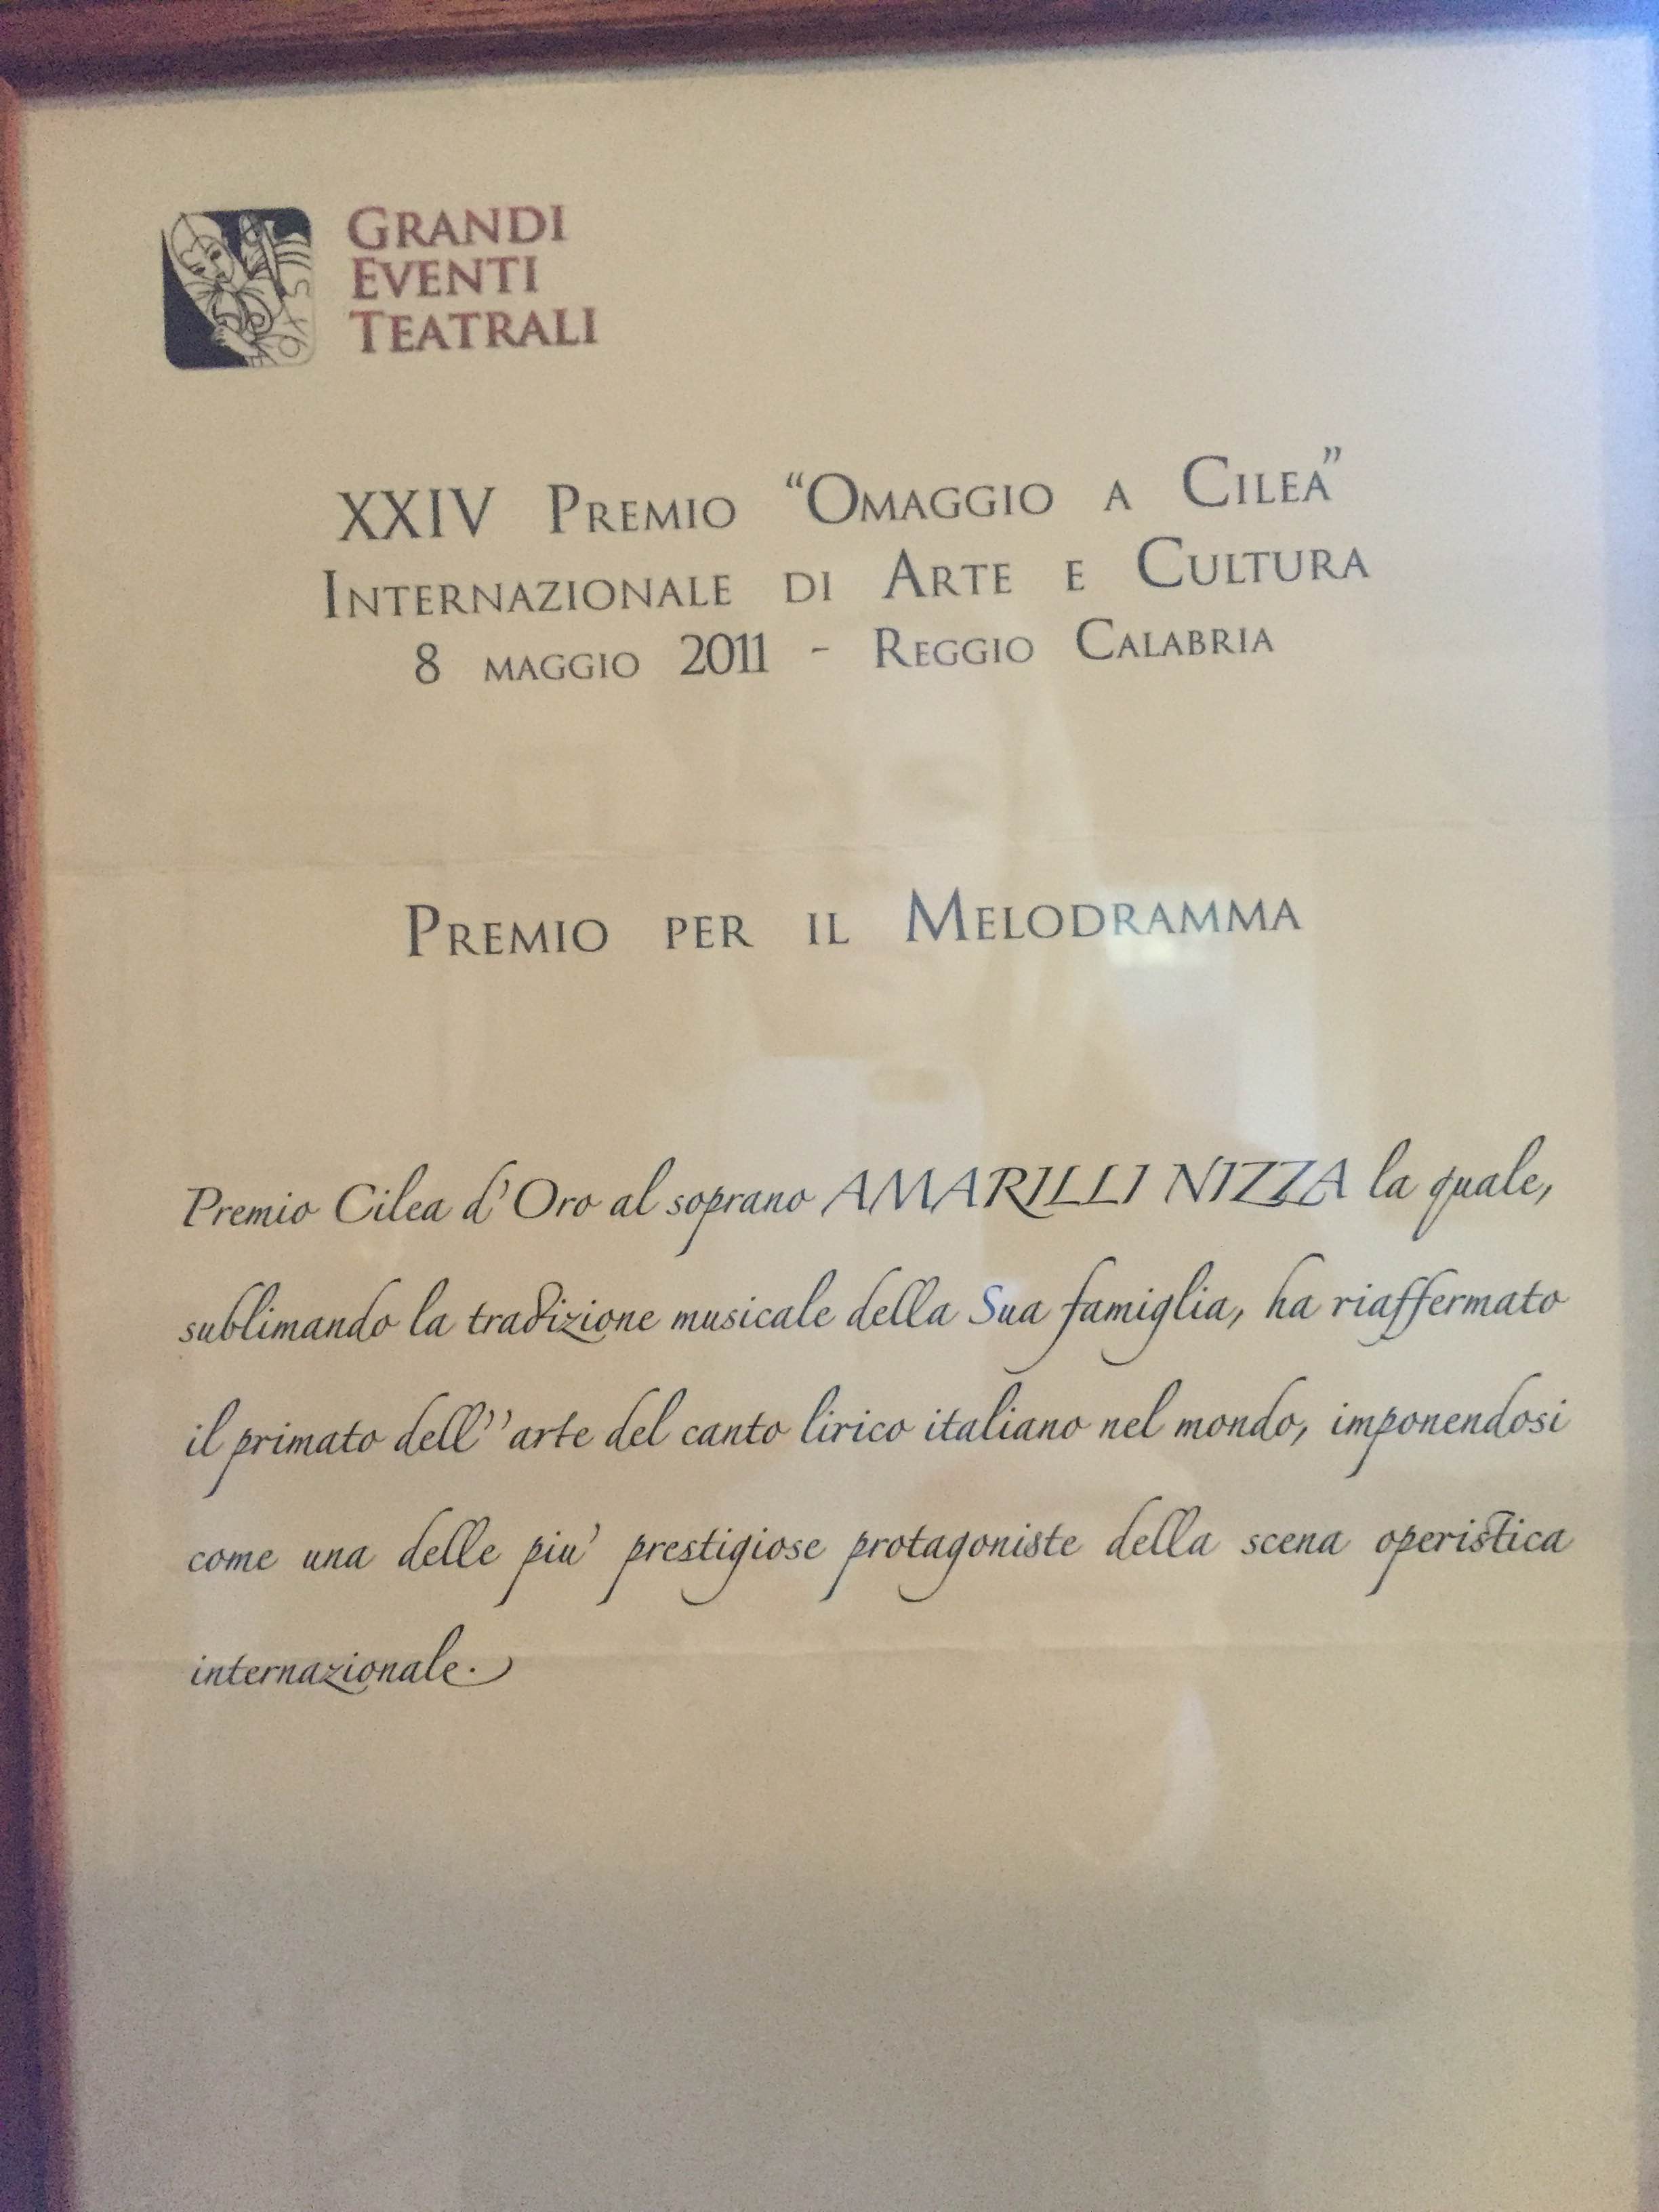 GRANDI
EVENTI
TEATRALI
XXIV PREMIO “OMAGGIO A CILEA”
INTERNAZIONALE DI ARTE E CULTURA
8 MAGGIO 2011 - REGGIO CALABRIA
PREMIO PER IL MELODRAMMA
Premio Cilea d'Oro al soprano AMARILLI NIZZA la quale,
sublimando la tradizione musicale della Sua famiglia, ha riaffermato
il primato dell''arte del canto lirico italiano nel mondo, imponendosi
come una delle piu' prestigiose protagoniste della scena operistica
internazionale.